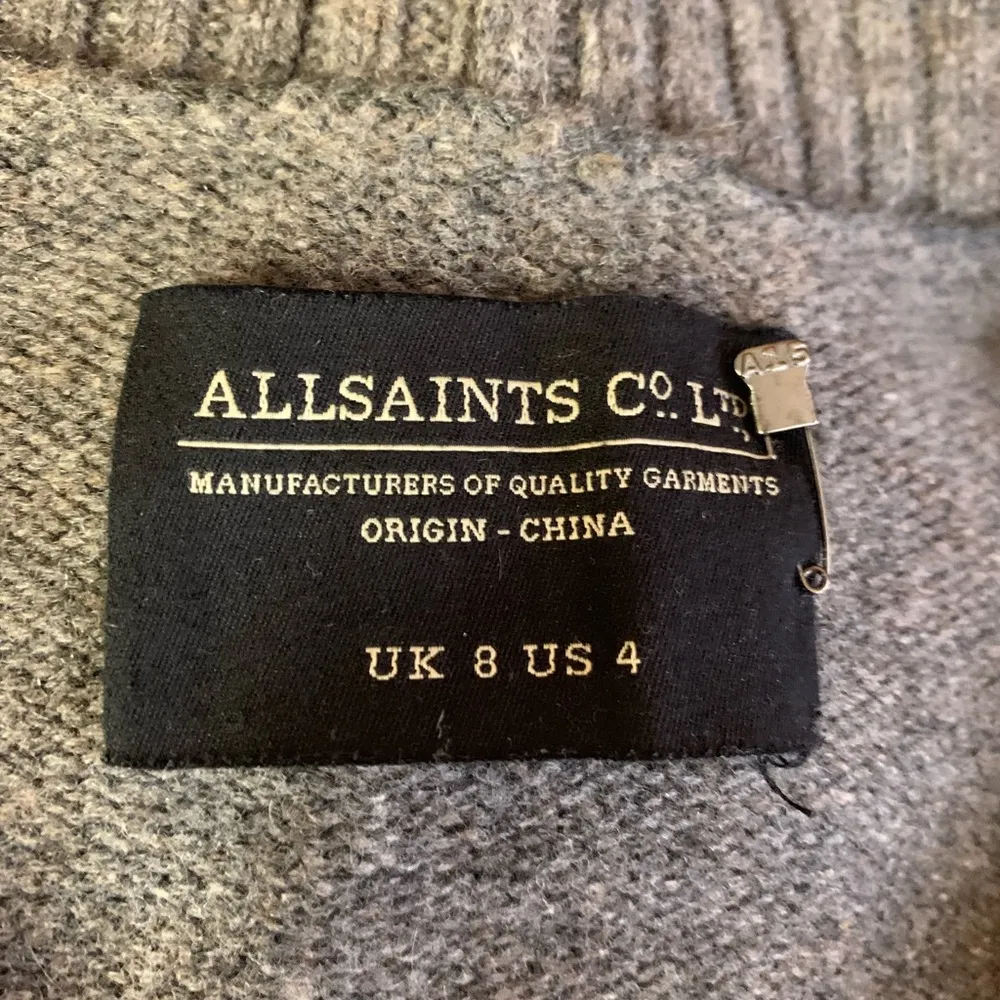 ALLSAINTS Cº. LTD
MANUFACTURERS OF QUALITY GARMENTS
ORIGIN - CHINA
UK 8 US 4